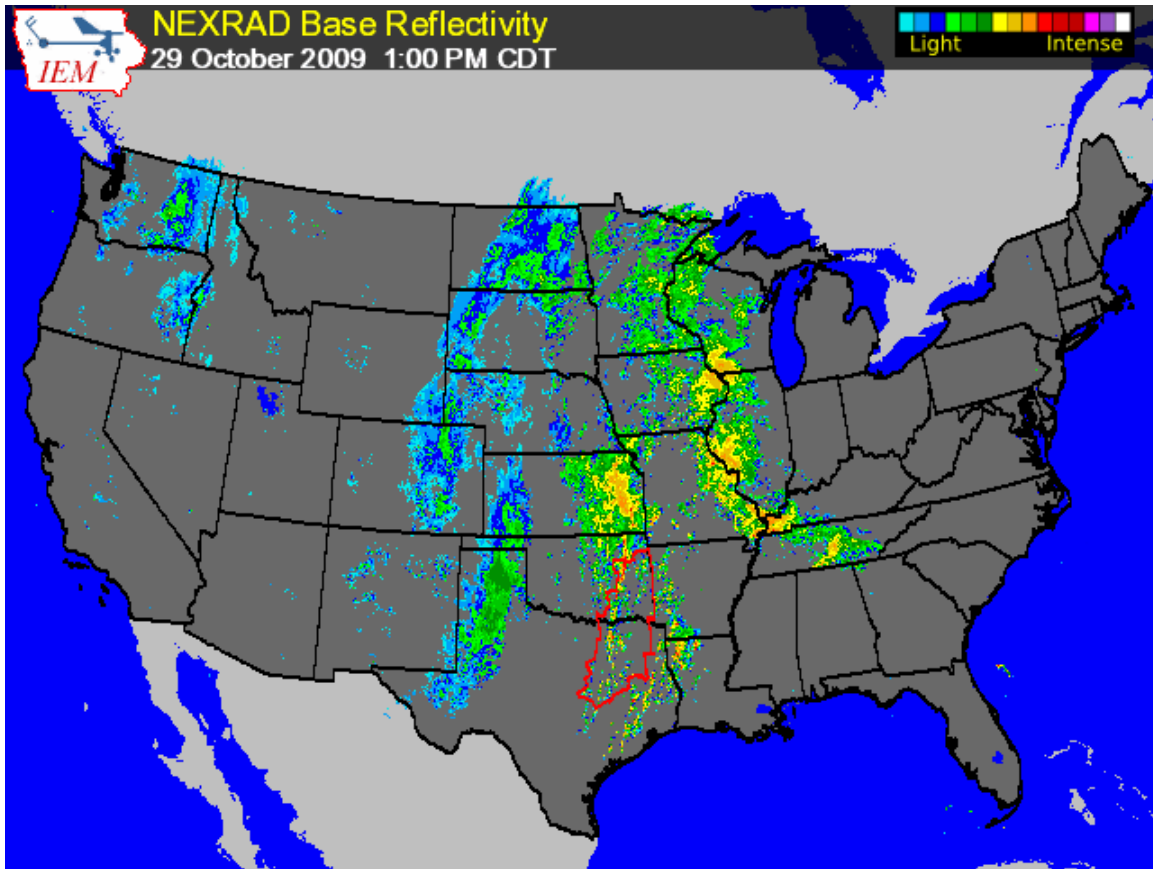 NEXRAD Base Reflectivity
29 October 2009  1:00 PM CDT
IEM
Light Intense